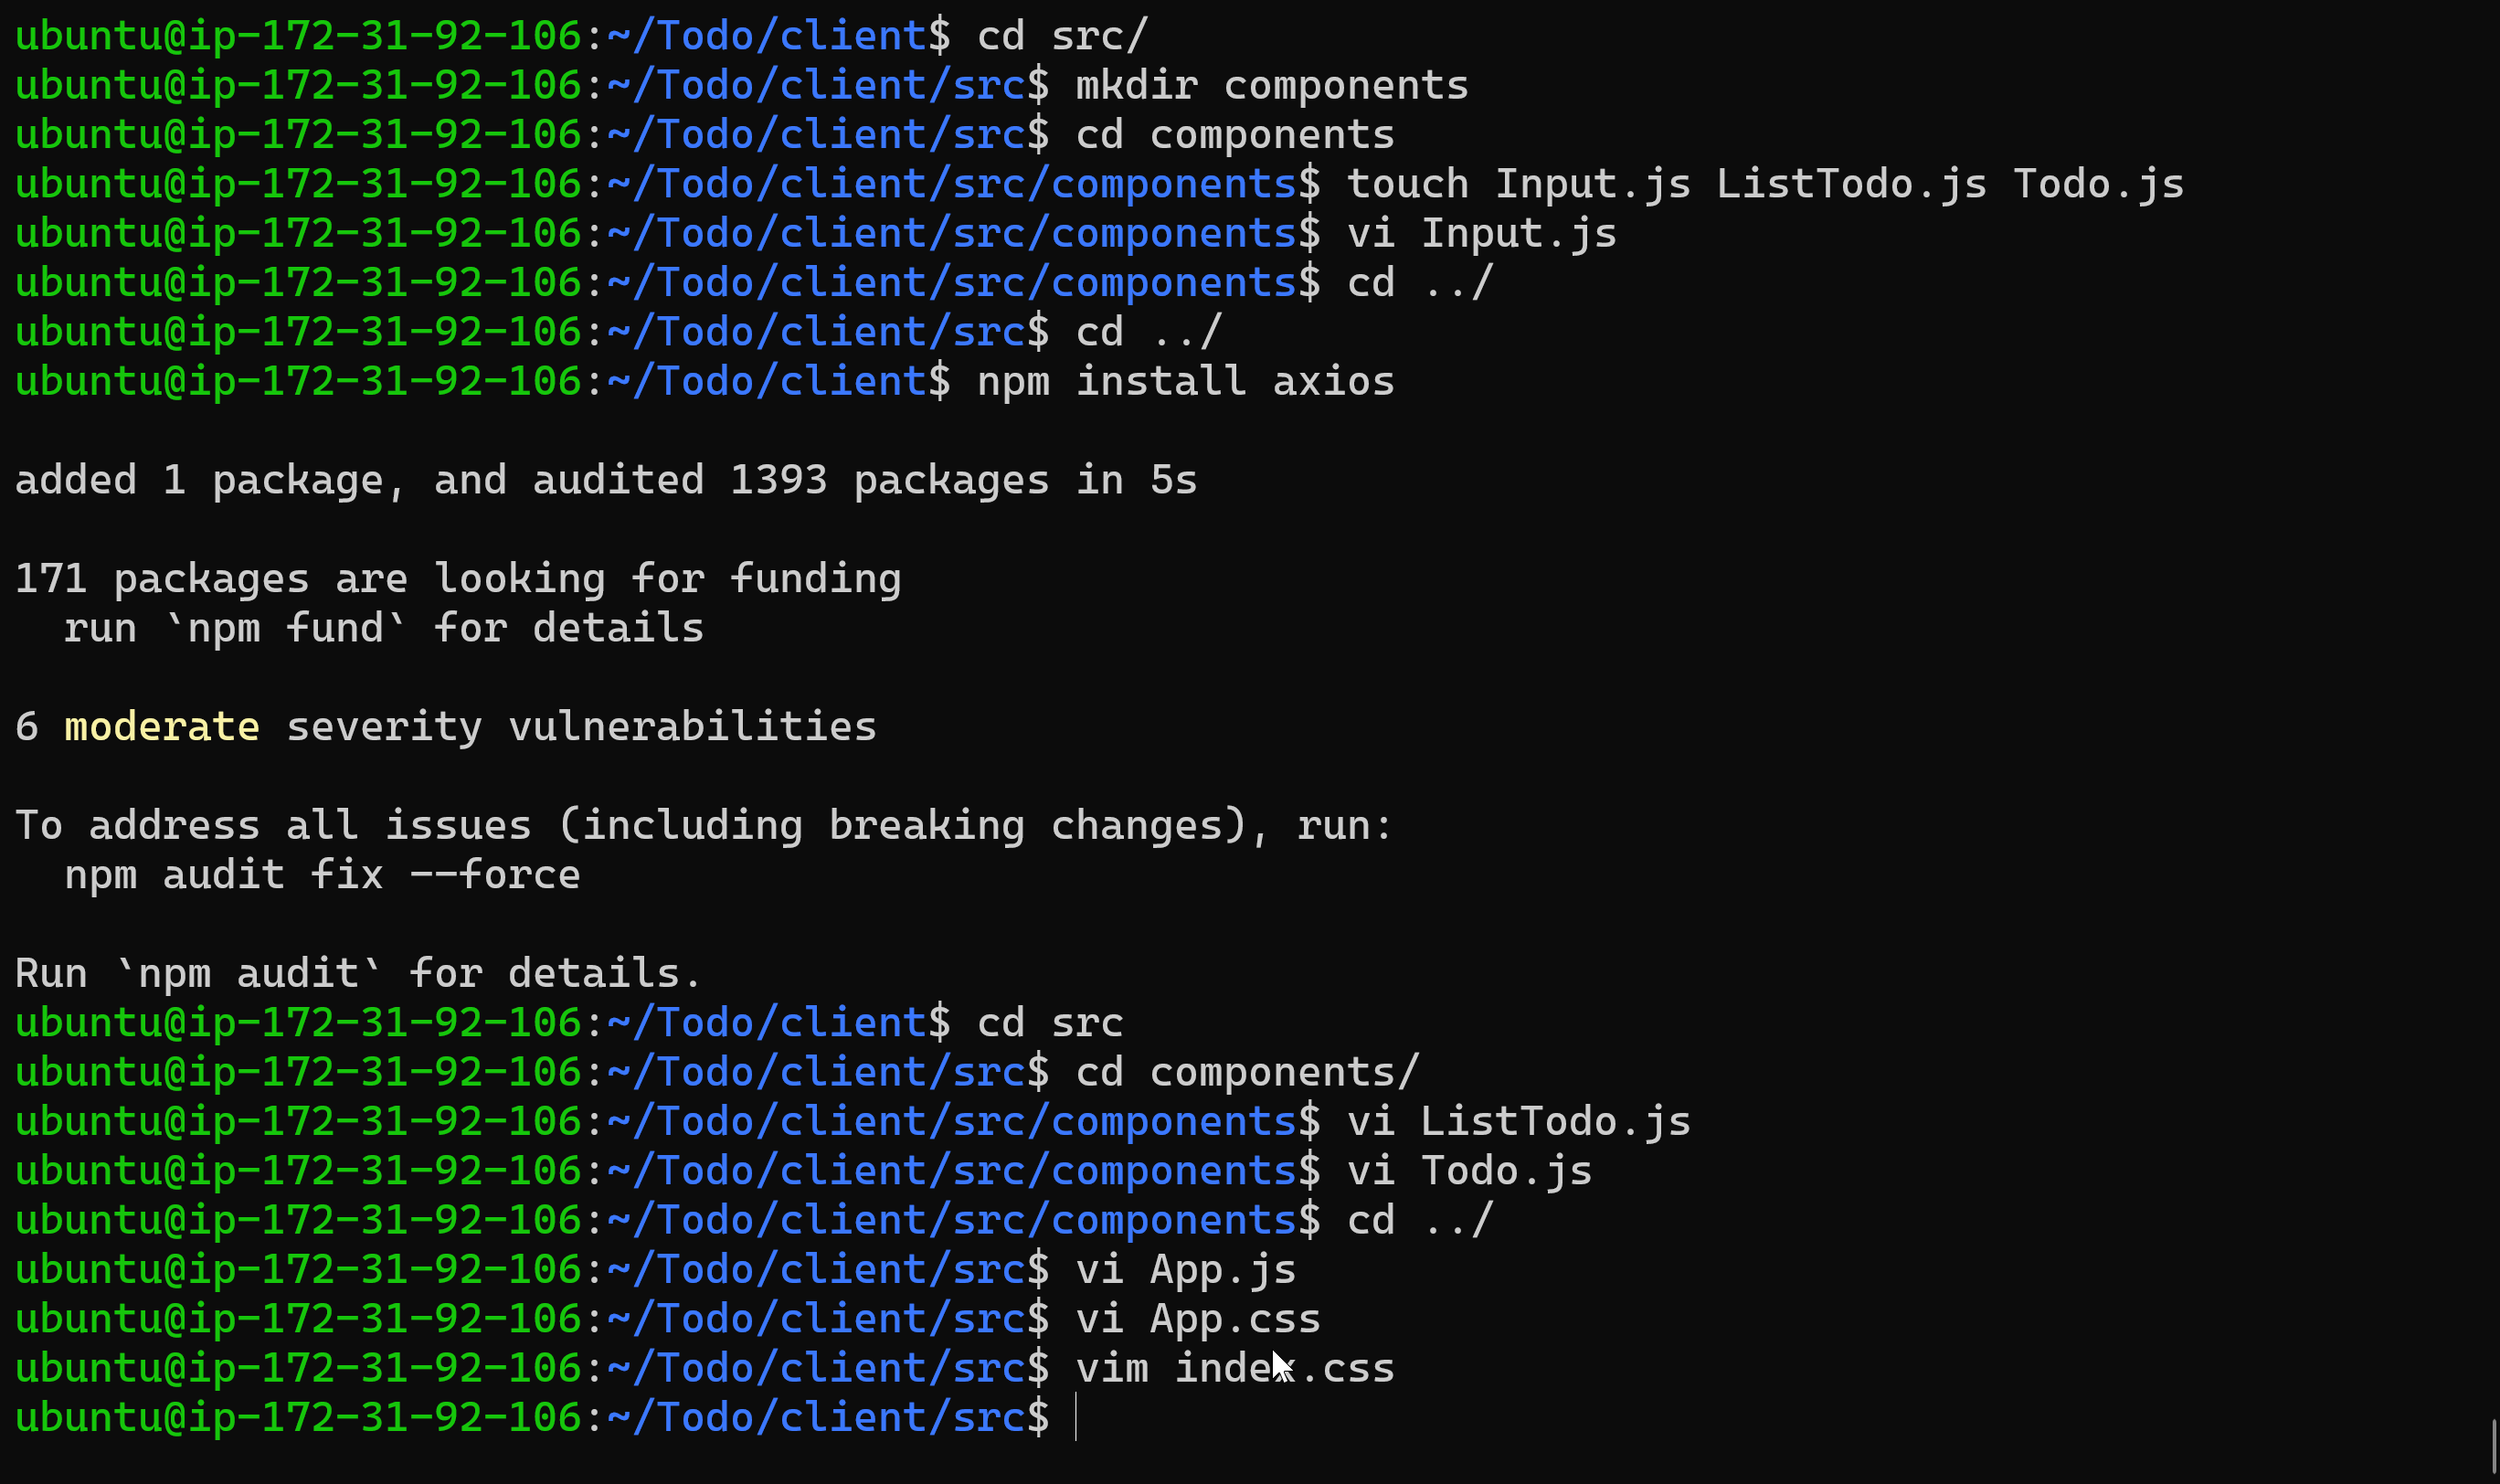 ubuntu@ip-172-31-92-106:~/Todo/client$ cd src/
ubuntu@ip-172-31-92-106:~/Todo/client/src$ mkdir components
ubuntu@ip-172-31-92-106:~/Todo/client/src$ cd components
ubuntu@ip-172-31-92-106:~/Todo/client/src/components$ touch Input.js ListTodo.js Todo.js
ubuntu@ip-172-31-92-106:~/Todo/client/src/components$ vi Input.js
ubuntu@ip-172-31-92-106:~/Todo/client/src/components$ cd ../
ubuntu@ip-172-31-92-106:~/Todo/client/src$ cd ../
ubuntu@ip-172-31-92-106:~/Todo/client$ npm install axios
added 1 package, and audited 1393 packages in 5s
171 packages are looking for funding
  run `npm fund` for details
6 moderate severity vulnerabilities
To address all issues (including breaking changes), run:
  npm audit fix --force
Run `npm audit` for details.
ubuntu@ip-172-31-92-106:~/Todo/client$ cd src
ubuntu@ip-172-31-92-106:~/Todo/client/src$ cd components/
ubuntu@ip-172-31-92-106:~/Todo/client/src/components$ vi ListTodo.js
ubuntu@ip-172-31-92-106:~/Todo/client/src/components$ vi Todo.js
ubuntu@ip-172-31-92-106:~/Todo/client/src/components$ cd ../
ubuntu@ip-172-31-92-106:~/Todo/client/src$ vi App.js
ubuntu@ip-172-31-92-106:~/Todo/client/src$ vi App.css
ubuntu@ip-172-31-92-106:~/Todo/client/src$ vim index.css
ubuntu@ip-172-31-92-106:~/Todo/client/src$